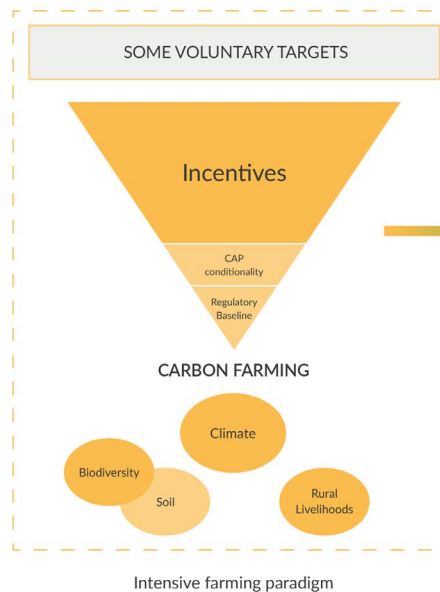 SOME VOLUNTARY TARGETS
Incentives
CAP
conditionality
Regulatory
Baseline
CARBON FARMING
Climate
Biodiversity
Soil
Rural
Livelihoods
Intensive farming paradigm